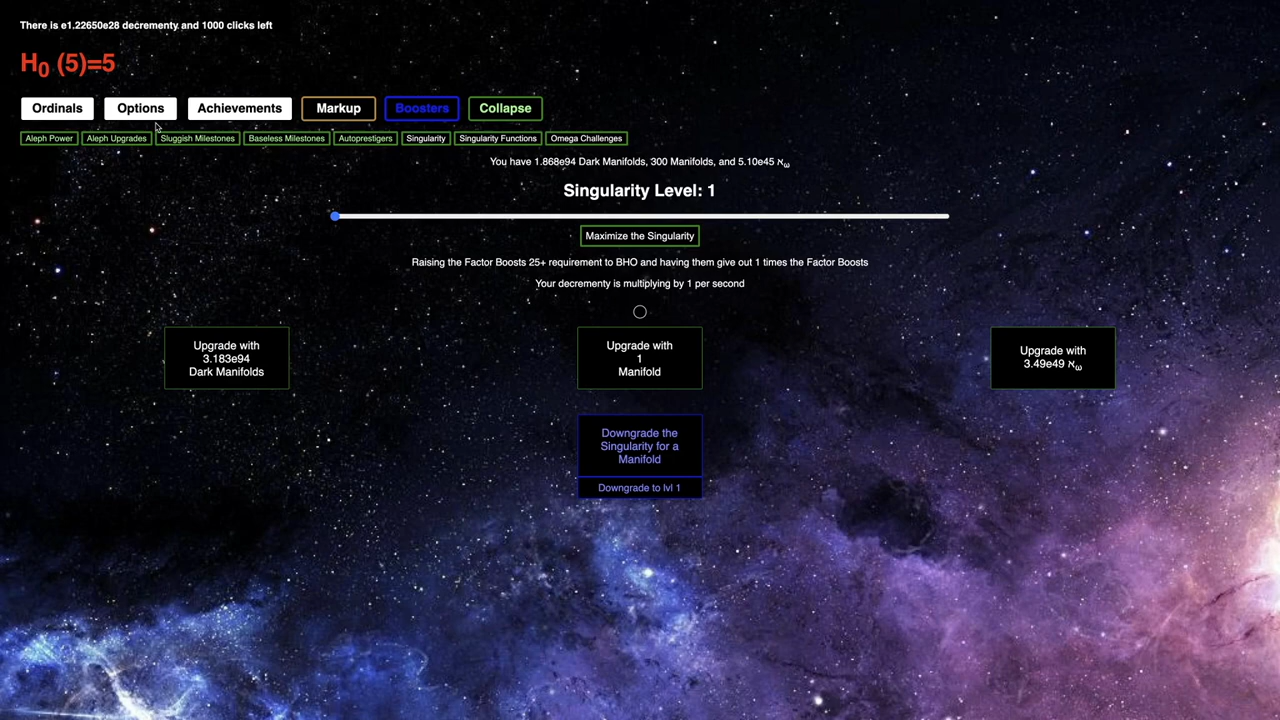 There is e1.22650e28 decrementy and 1000 clicks left
H₀ (5)=5
Ordinals Options Achievements Markup Boosters Collapse
Aleph Power Aleph Upgrades Sluggish Milestones Baseless Milestones Autoprestigers Singularity Singularity Functions Omega Challenges
You have 1.868e94 Dark Manifolds, 300 Manifolds, and 5.10e45 ℵω
Singularity Level: 1
Maximize the Singularity
Raising the Factor Boosts 25+ requirement to BHO and having them give out 1 times the Factor Boosts
Your decrementy is multiplying by 1 per second
Upgrade with
3.183e94
Dark Manifolds
Upgrade with
1
Manifold
Upgrade with
3.49e49 ℵω
Downgrade the
Singularity for a
Manifold
Downgrade to lvl 1